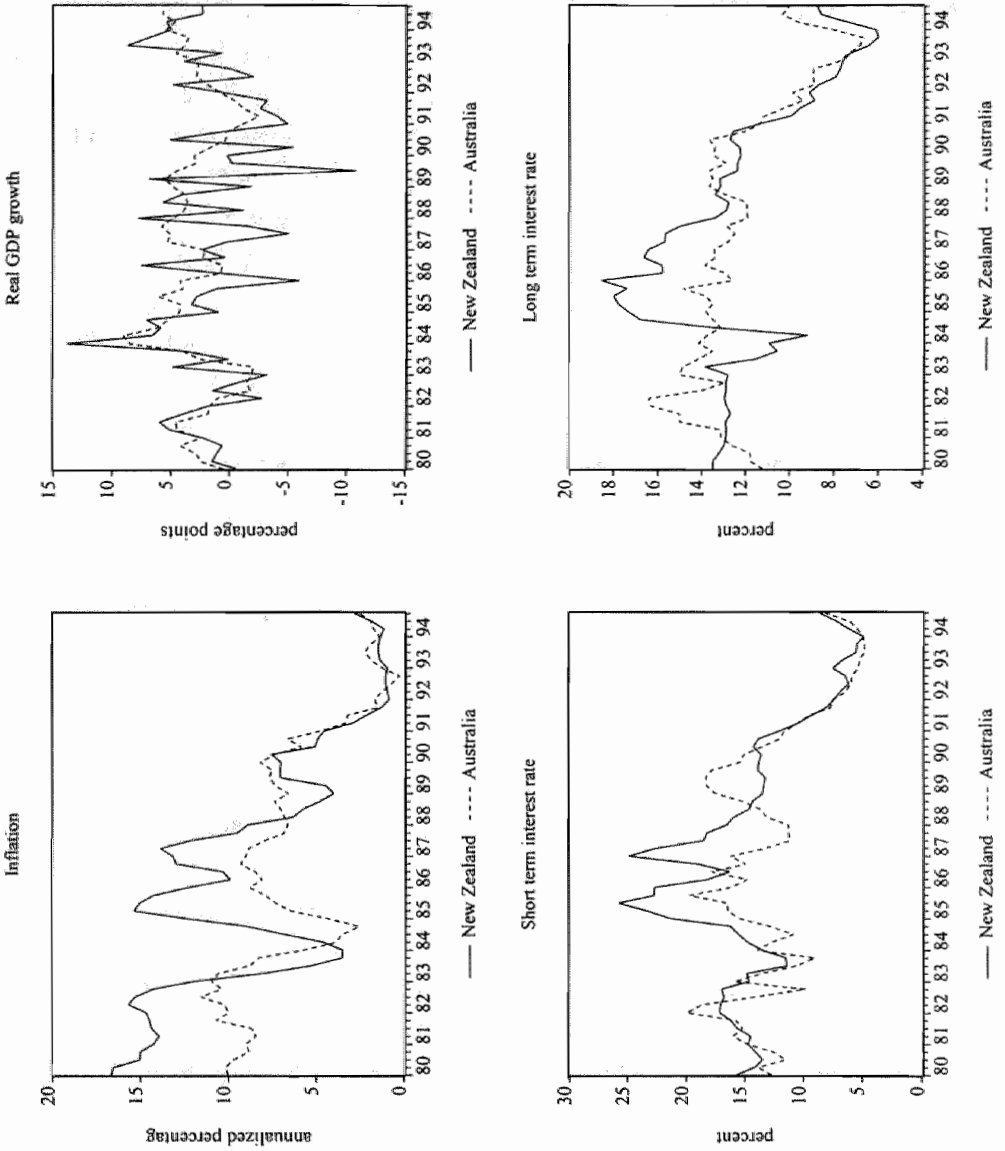 Inflation
20
15
10
5
0
annualized percentag
80 81 82 83 84 85 86 87 88 89 90 91 92 93 94
New Zealand Australia
Real GDP growth
15
10
5
0
-5
-10
-15
percentage points
80 81 82 83 84 85 86 87 88 89 90 91 92 93 94
New Zealand Australia
Short term interest rate
30
25
20
15
10
0
percent
80 81 82 83 84 85 86 87 88 89 90 91 92 93 94
New Zealand Australia
Long term interest rate
20
18
16
14
12
10
8
6
4
percent
80 81 82 83 84 85 86 87 88 89 90 91 92 93 94
New Zealand Australia